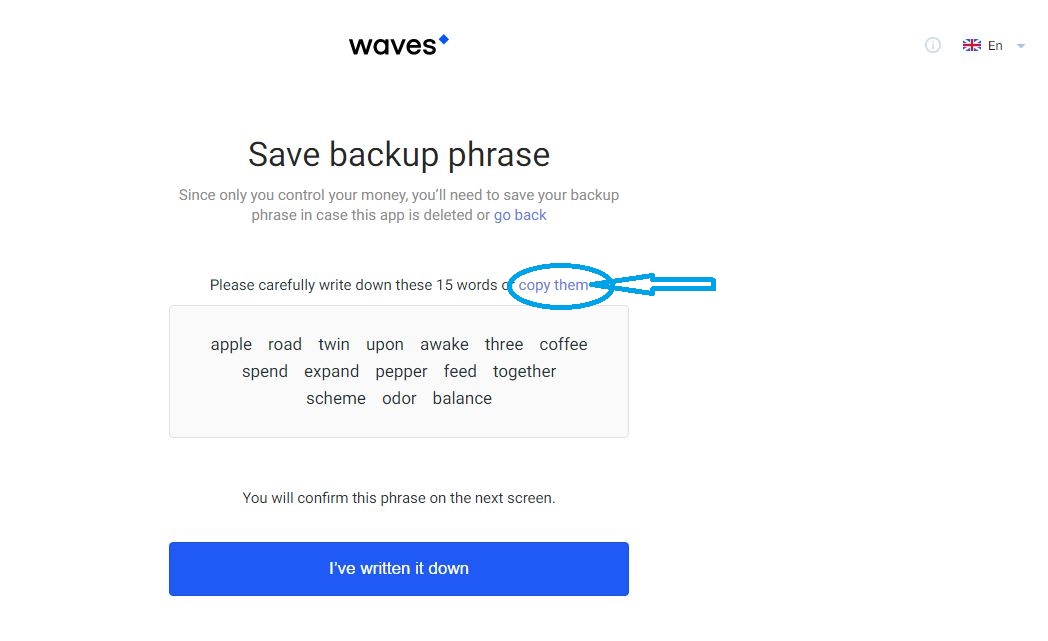 waves
En
Save backup phrase
Since only you control your money, you'll need to save your backup
phrase in case this app is deleted or go back
Please carefully write down these 15 words copy them
apple road twin upon awake three coffee
spend expand pepper feed together
scheme odor balance
You will confirm this phrase on the next screen.
I've written it down